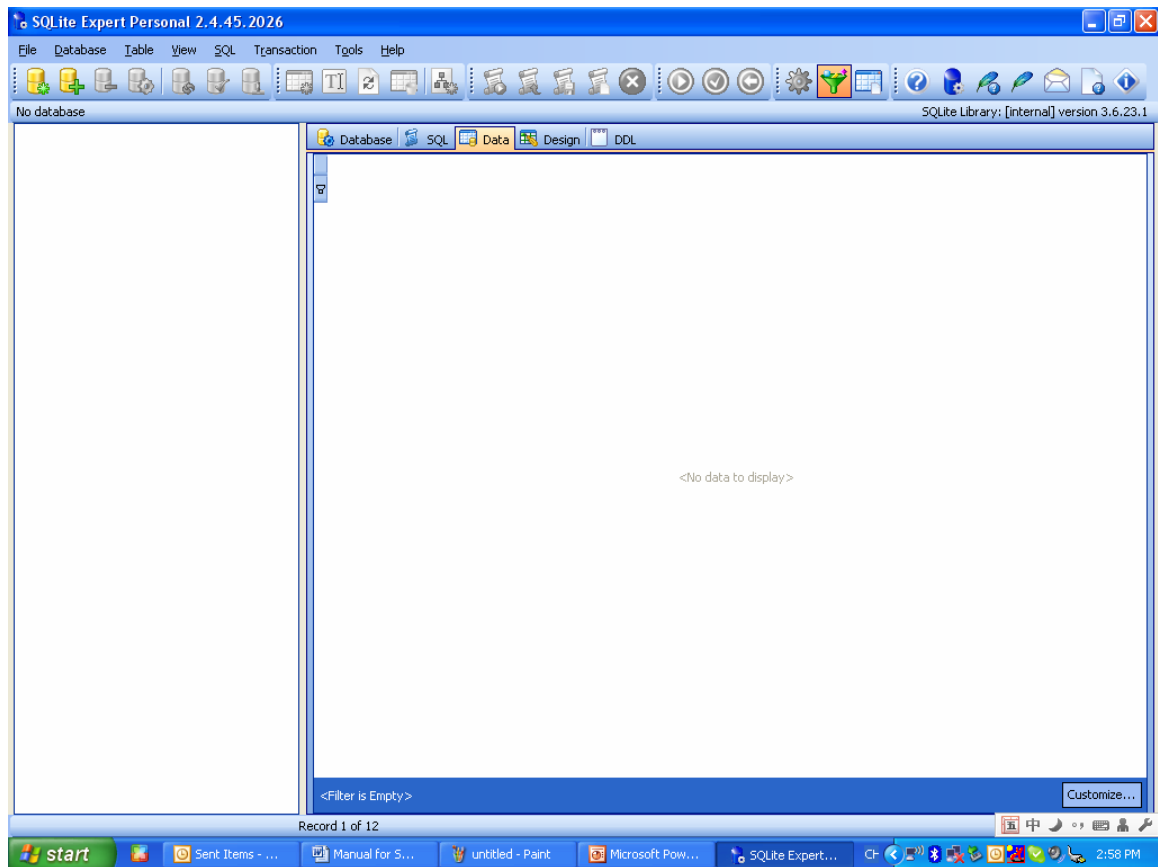 SQLite Expert Personal 2.4.45.2026
File Database Table View SQL Transaction Tools Help
No database SQLite Library: [internal] version 3.6.23.1
Database SQL Data Design DDL
<No data to display>
<Filter is Empty> Customize...
Record 1 of 12
五 中
start Sent Items - ... Manual for S... untitled - Paint Microsoft Pow... SQLite Expert... CH 2:58 PM